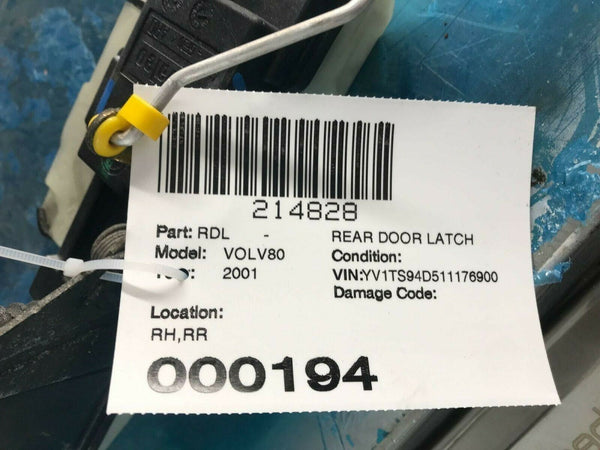 214828
Part: RDL - REAR DOOR LATCH
Model: VOLV80 Condition:
2001 VIN:YV1TS94D511176900
Damage Code:
Location:
RH,RR
000194